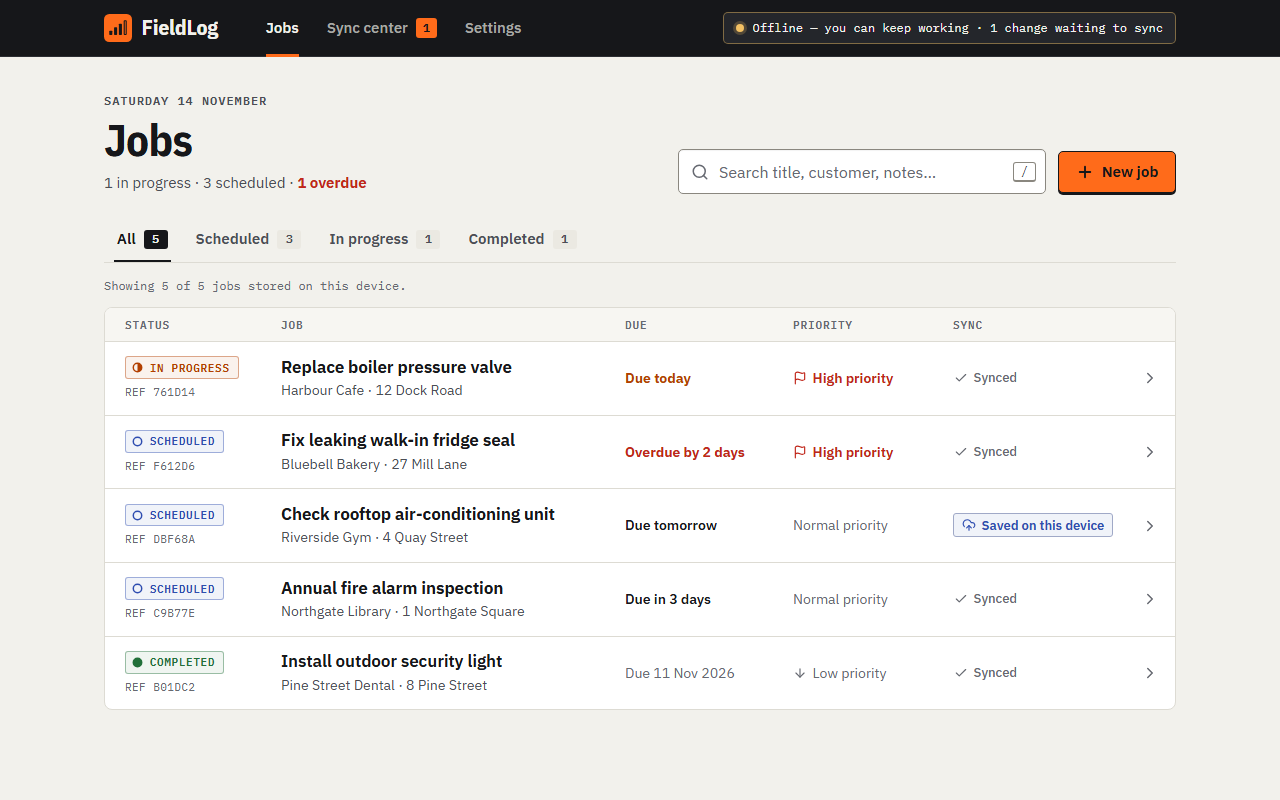 FieldLog
Jobs
Sync center 1
Settings
Offline — you can keep working · 1 change waiting to sync
SATURDAY 14 NOVEMBER
Jobs
1 in progress · 3 scheduled · 1 overdue
Search title, customer, notes... /
New job
All 5
Scheduled 3
In progress 1
Completed 1
Showing 5 of 5 jobs stored on this device.
STATUS JOB DUE PRIORITY SYNC
IN PROGRESS
REF 761D14
Replace boiler pressure valve
Harbour Cafe · 12 Dock Road
Due today
High priority
Synced
SCHEDULED
REF F612D6
Fix leaking walk-in fridge seal
Bluebell Bakery · 27 Mill Lane
Overdue by 2 days
High priority
Synced
SCHEDULED
REF DBF68A
Check rooftop air-conditioning unit
Riverside Gym · 4 Quay Street
Due tomorrow
Normal priority
Saved on this device
SCHEDULED
REF C9B77E
Annual fire alarm inspection
Northgate Library · 1 Northgate Square
Due in 3 days
Normal priority
Synced
COMPLETED
REF B01DC2
Install outdoor security light
Pine Street Dental · 8 Pine Street
Due 11 Nov 2026
Low priority
Synced